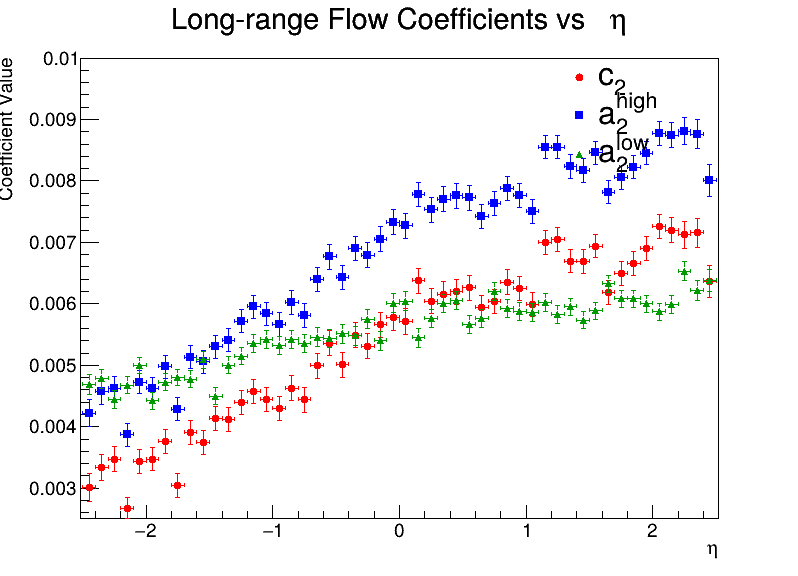 Long-range Flow Coefficients vs η
Coefficient Value
0.01
0.009
0.008
0.007
0.006
0.005
0.004
0.003
c2
a2high
a2low
−2
−1
0
1
2
η